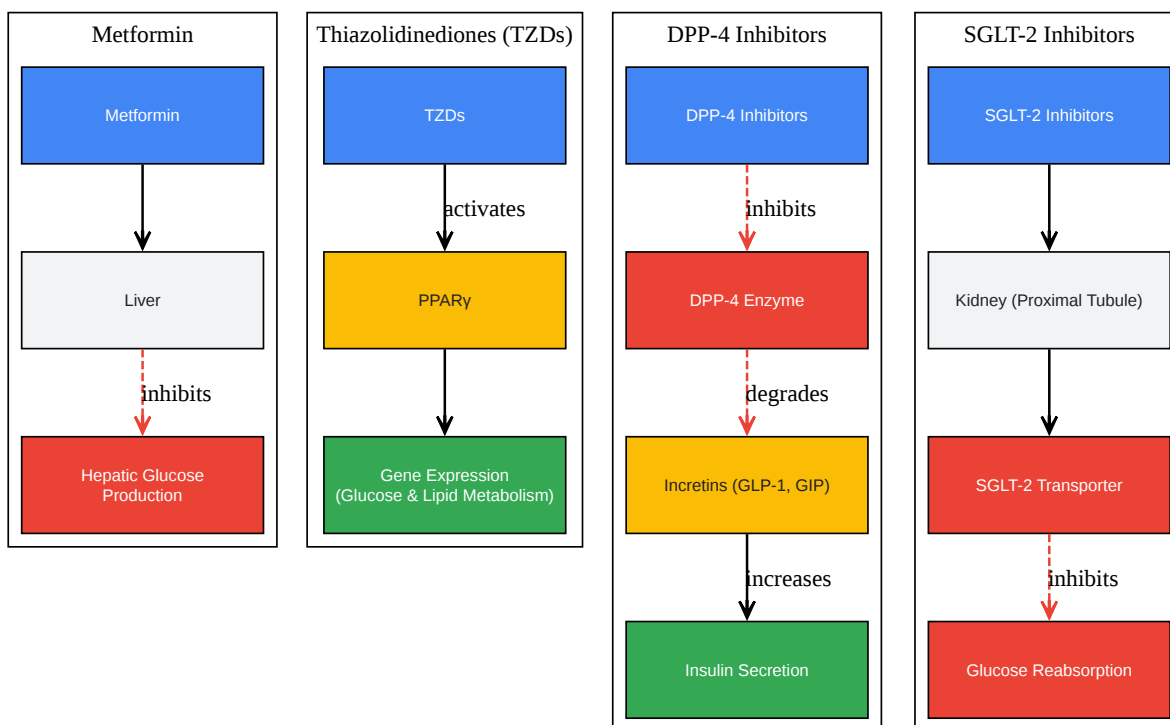 Metformin
Metformin
Liver
inhibits
Hepatic Glucose
Production
Thiazolidinediones (TZDs)
TZDs
activates
PPARγ
Gene Expression
(Glucose & Lipid Metabolism)
DPP-4 Inhibitors
DPP-4 Inhibitors
inhibits
DPP-4 Enzyme
degrades
Incretins (GLP-1, GIP)
increases
Insulin Secretion
SGLT-2 Inhibitors
SGLT-2 Inhibitors
Kidney (Proximal Tubule)
SGLT-2 Transporter
inhibits
Glucose Reabsorption